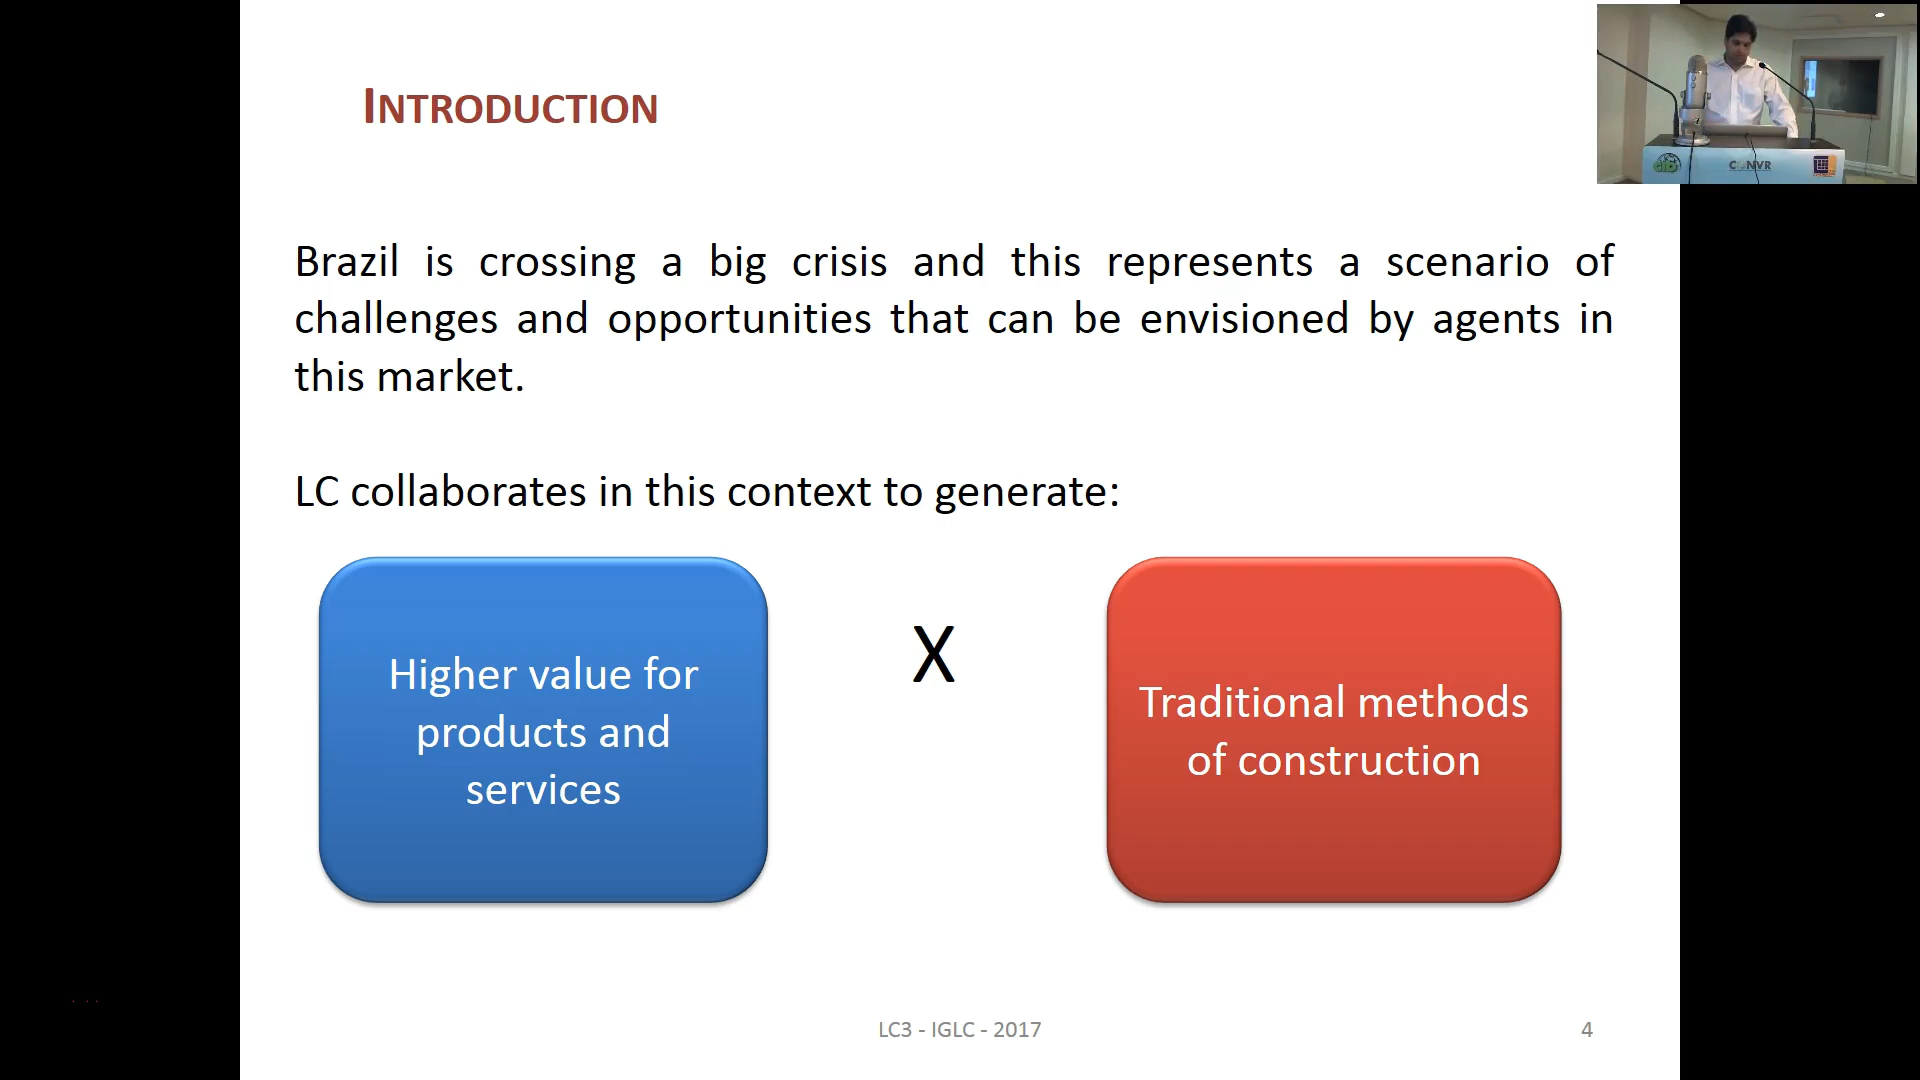 INTRODUCTION
Brazil is crossing a big crisis and this represents a scenario of
challenges and opportunities that can be envisioned by agents in
this market.
LC collaborates in this context to generate:
Higher value for
products and
services
X
Traditional methods
of construction
CONVR
LC3 - IGLC - 2017
4